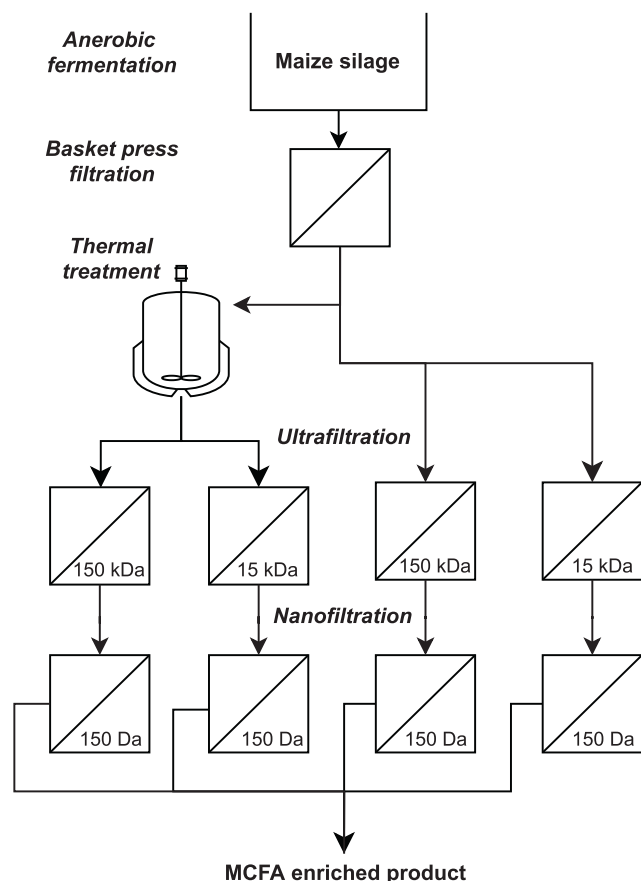 Anerobic
fermentation
Maize silage
Basket press
filtration
Thermal
treatment
Ultrafiltration
150 kDa
15 kDa
150 kDa
15 kDa
Nanofiltration
150 Da
150 Da
150 Da
150 Da
MCFA enriched product